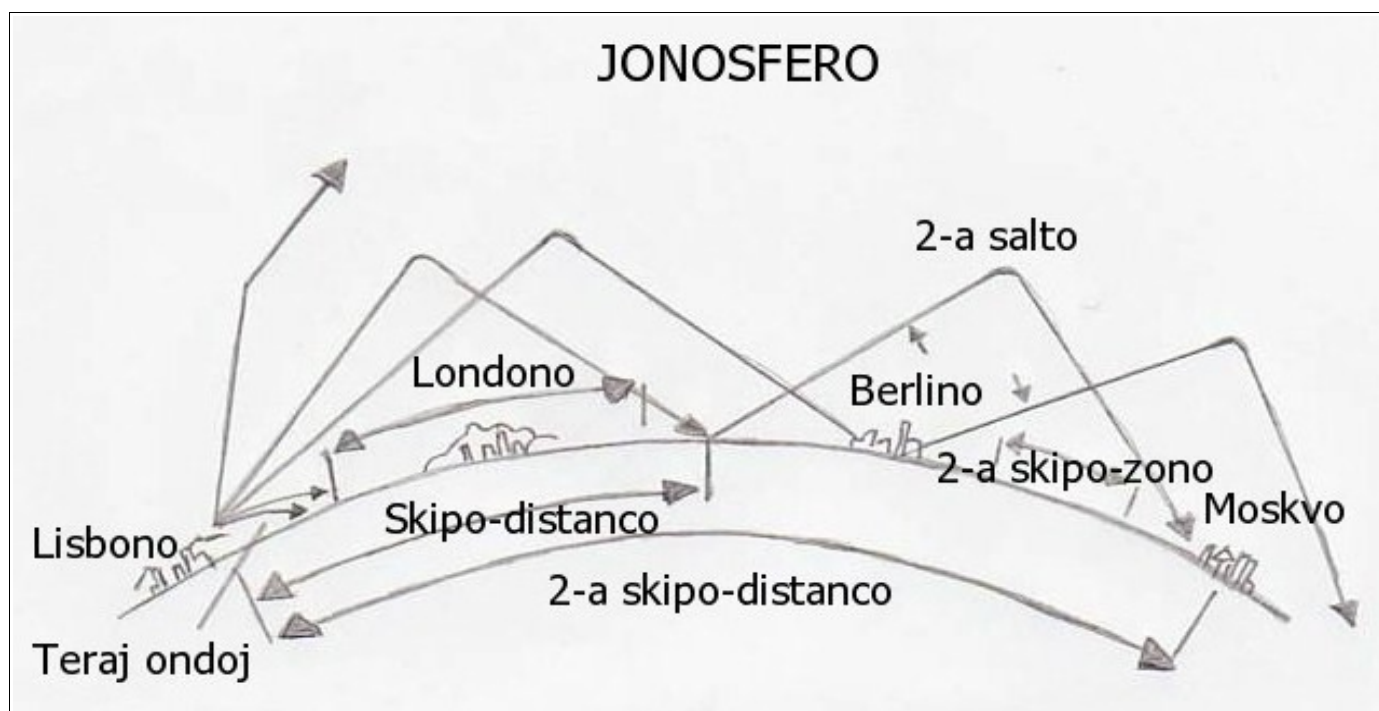 JONOSFERO
2-a salto
Londono
Berlino
2-a skipo-zono
Skipo-distanco
Moskvo
Lisbono
2-a skipo-distanco
Teraj ondoj